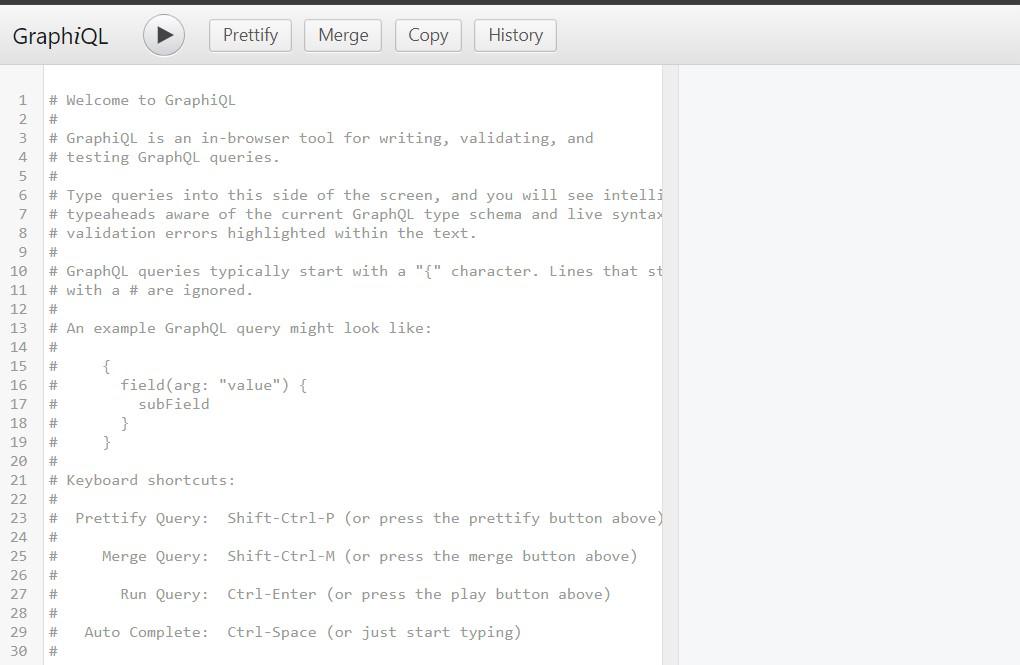 GraphiQL
Prettify
Merge
Copy
History
1 # Welcome to GraphiQL
2 #
3 # GraphiQL is an in-browser tool for writing, validating, and
4 # testing GraphQL queries.
5 #
6 # Type queries into this side of the screen, and you will see intelli
7 # typeaheads aware of the current GraphQL type schema and live syntax
8 # validation errors highlighted within the text.
9 #
10 # GraphQL queries typically start with a "{" character. Lines that st
11 # with a # are ignored.
12 #
13 # An example GraphQL query might look like:
14 #
15 #     {
16 #       field(arg: "value") {
17 #         subField
18 #       }
19 #     }
20 #
21 # Keyboard shortcuts:
22 #
23 #  Prettify Query:  Shift-Ctrl-P (or press the prettify button above)
24 #
25 #     Merge Query:  Shift-Ctrl-M (or press the merge button above)
26 #
27 #       Run Query:  Ctrl-Enter (or press the play button above)
28 #
29 #   Auto Complete:  Ctrl-Space (or just start typing)
30 #